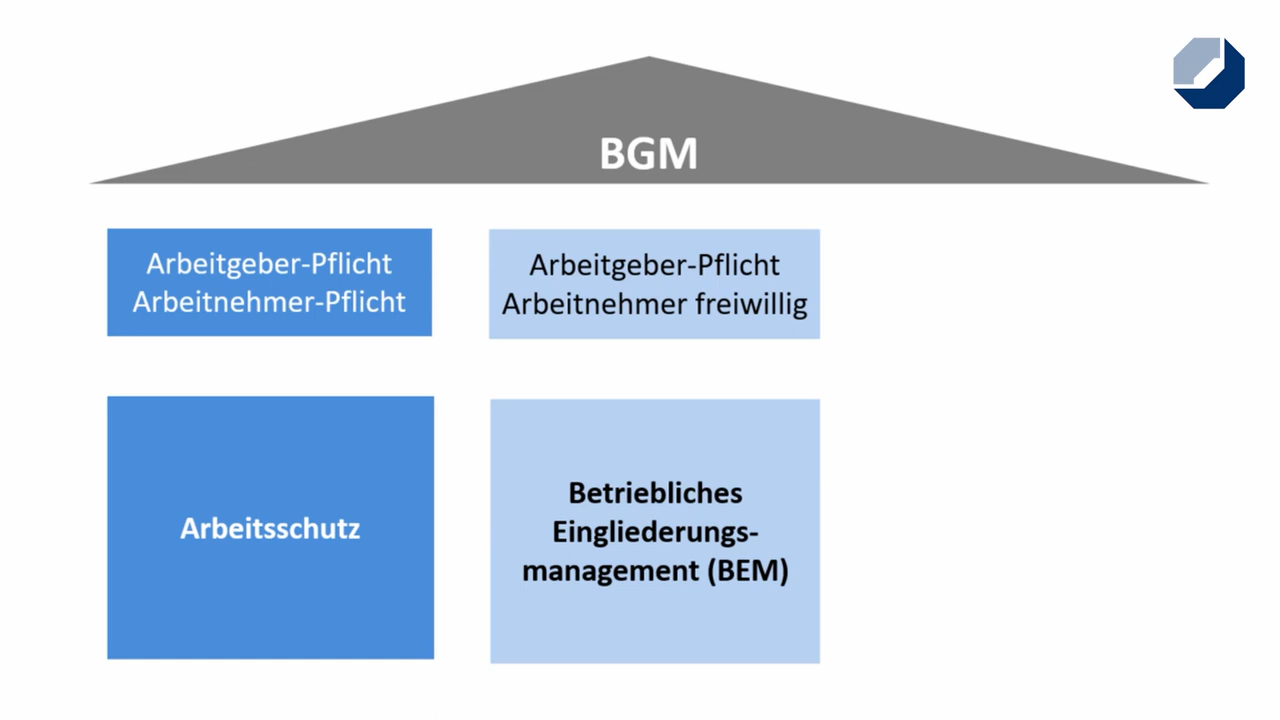 BGM
Arbeitgeber-Pflicht
Arbeitnehmer-Pflicht
Arbeitgeber-Pflicht
Arbeitnehmer freiwillig
Arbeitsschutz
Betriebliches
Eingliederungs-
management (BEM)